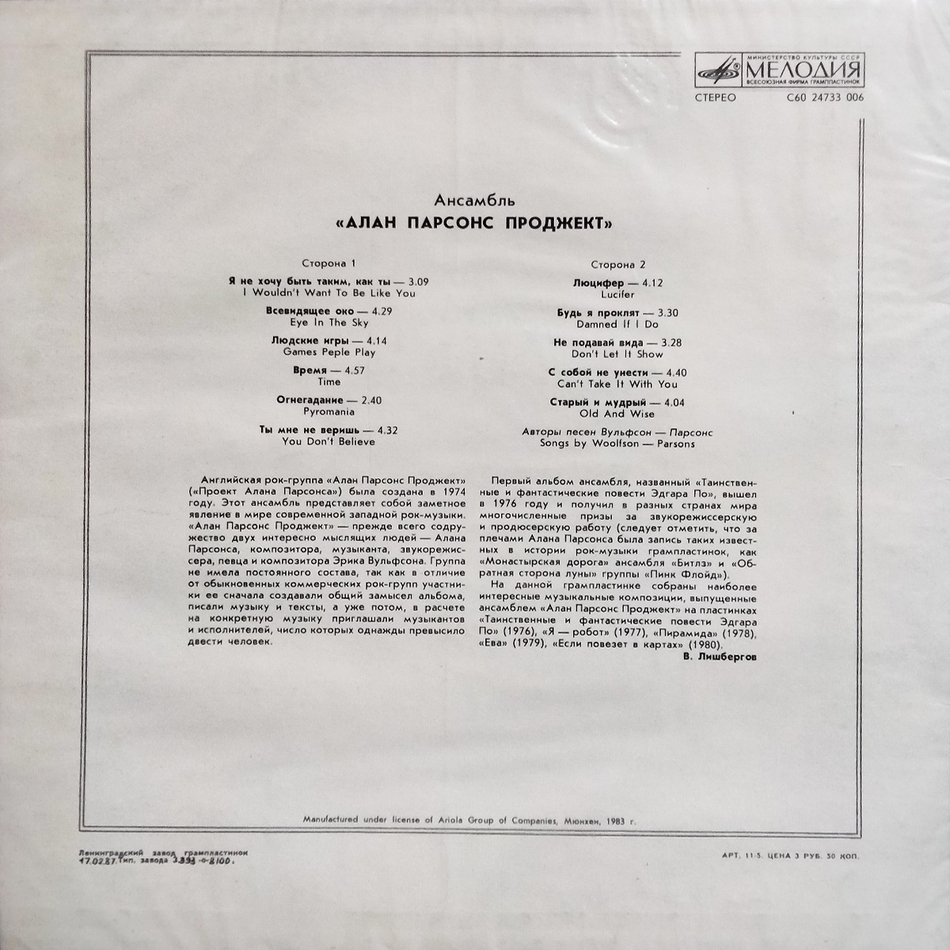 МИНИСТЕРСТВО КУЛЬТУРЫ СССР
МЕЛОДИЯ
ВСЕСОЮЗНАЯ ФИРМА ГРАМПЛАСТИНОК
СТЕРЕО С60 24733 006
Ансамбль
«АЛАН ПАРСОНС ПРОДЖЕКТ»
Сторона 1
Я не хочу быть таким, как ты — 3.09
I Wouldn't Want To Be Like You
Всевидящее око — 4.29
Eye In The Sky
Людские игры — 4.14
Games Peple Play
Время — 4.57
Time
Огнегадание — 2.40
Pyromania
Ты мне не веришь — 4.32
You Don't Believe
Сторона 2
Люцифер — 4.12
Lucifer
Будь я проклят — 3.30
Damned If I Do
Не подавай вида — 3.28
Don't Let It Show
С собой не унести — 4.40
Can't Take It With You
Старый и мудрый — 4.04
Old And Wise
Авторы песен Вульфсон — Парсонс
Songs by Woolfson — Parsons
Английская рок-группа «Алан Парсонс Проджект»
(«Проект Алана Парсонса») была создана в 1974
году. Этот ансамбль представляет собой заметное
явление в мире современной западной рок-музыки.
«Алан Парсонс Проджект» — прежде всего содру-
жество двух интересно мыслящих людей — Алана
Парсонса, композитора, музыканта, звукорежис-
сера, певца и композитора Эрика Вульфсона. Группа
не имела постоянного состава, так как в отличие
от обыкновенных коммерческих рок-групп участни-
ки ее сначала создавали общий замысел альбома,
писали музыку и тексты, а уже потом, в расчете
на конкретную музыку приглашали музыкантов
и исполнителей, число которых однажды превысило
двести человек.
Первый альбом ансамбля, названный «Таинствен-
ные и фантастические повести Эдгара По», вышел
в 1976 году и получил в разных странах мира
многочисленные призы за звукорежиссерскую
и продюсерскую работу (следует отметить, что за
плечами Алана Парсонса была запись таких извест-
ных в истории рок-музыки грампластинок, как
«Монастырская дорога» ансамбля «Битлз» и «Об-
ратная сторона луны» группы «Пинк Флойд»).
На данной грампластинке собраны наиболее
интересные музыкальные композиции, выпущенные
ансамблем «Алан Парсонс Проджект» на пластинках
«Таинственные и фантастические повести Эдгара
По» (1976), «Я — робот» (1977), «Пирамида» (1978),
«Ева» (1979), «Если повезет в картах» (1980).
В. Лишбергов
Manufactured under license of Ariola Group of Companies, Мюнхен, 1983 г.
Ленинградский завод грампластинок
17.02.87. Тип. завода -0-8100.
АРТ. 11-5. ЦЕНА 3 РУБ. 50 КОП.